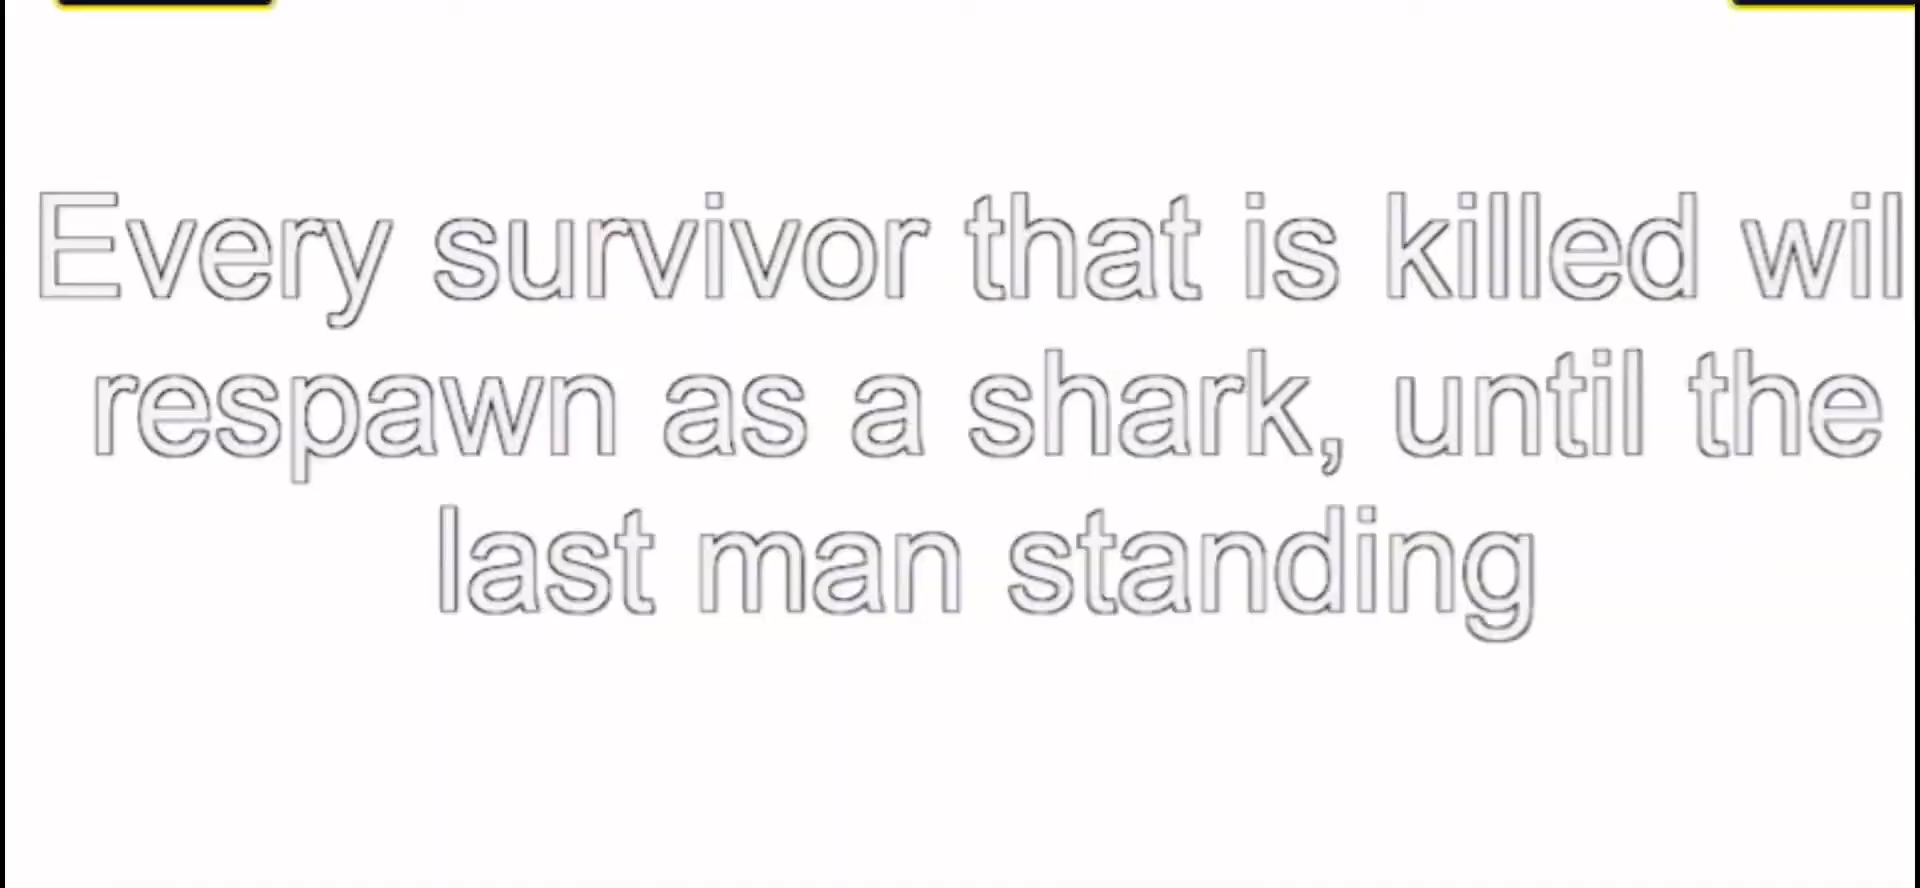 Every survivor that is killed wil
respawn as a shark, until the
last man standing